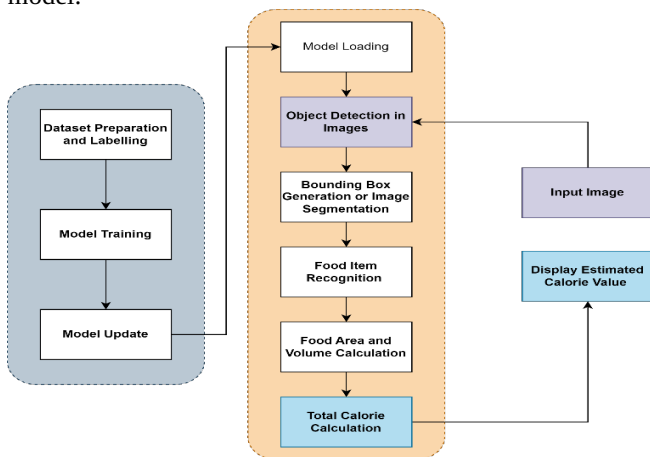 model.
Model Loading
Dataset Preparation
and Labelling
Object Detection in
Images
Bounding Box
Generation or Image
Segmentation
Input Image
Model Training
Food Item
Recognition
Display Estimated
Calorie Value
Model Update
Food Area and
Volume Calculation
Total Calorie
Calculation